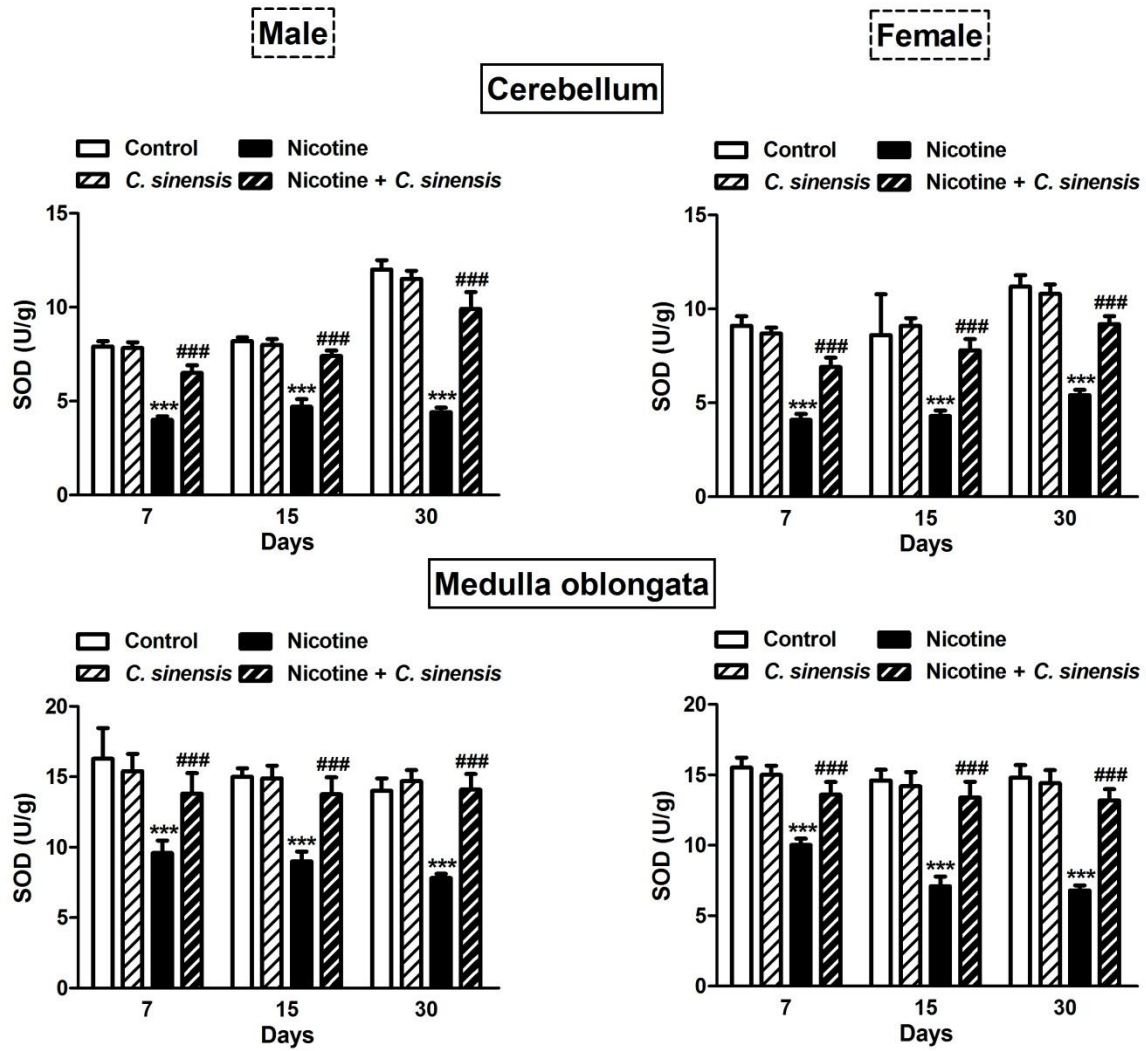 Male
Female
Cerebellum
Control Nicotine
C. sinensis Nicotine + C. sinensis
15
10
5
0
SOD (U/g)
***
###
***
###
***
###
7 15 30
Days
Control Nicotine
C. sinensis Nicotine + C. sinensis
15
10
5
0
SOD (U/g)
***
###
***
###
***
###
7 15 30
Days
Medulla oblongata
Control Nicotine
C. sinensis Nicotine + C. sinensis
20
15
10
5
0
SOD (U/g)
***
###
***
###
***
###
7 15 30
Days
Control Nicotine
C. sinensis Nicotine + C. sinensis
20
15
10
5
0
SOD (U/g)
***
###
***
###
***
###
7 15 30
Days